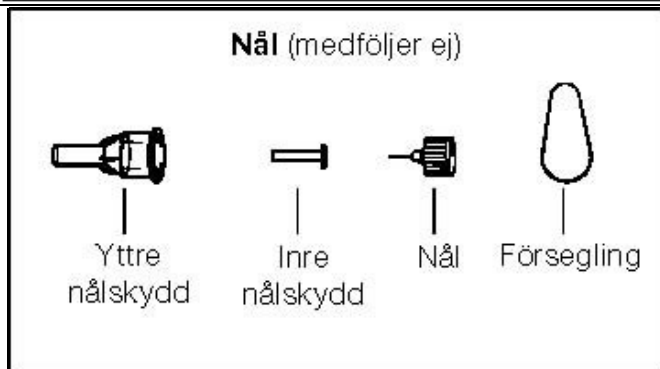 Nål (medföljer ej)
Yttre
nålskydd
Inre
nålskydd
Nål
Försegling